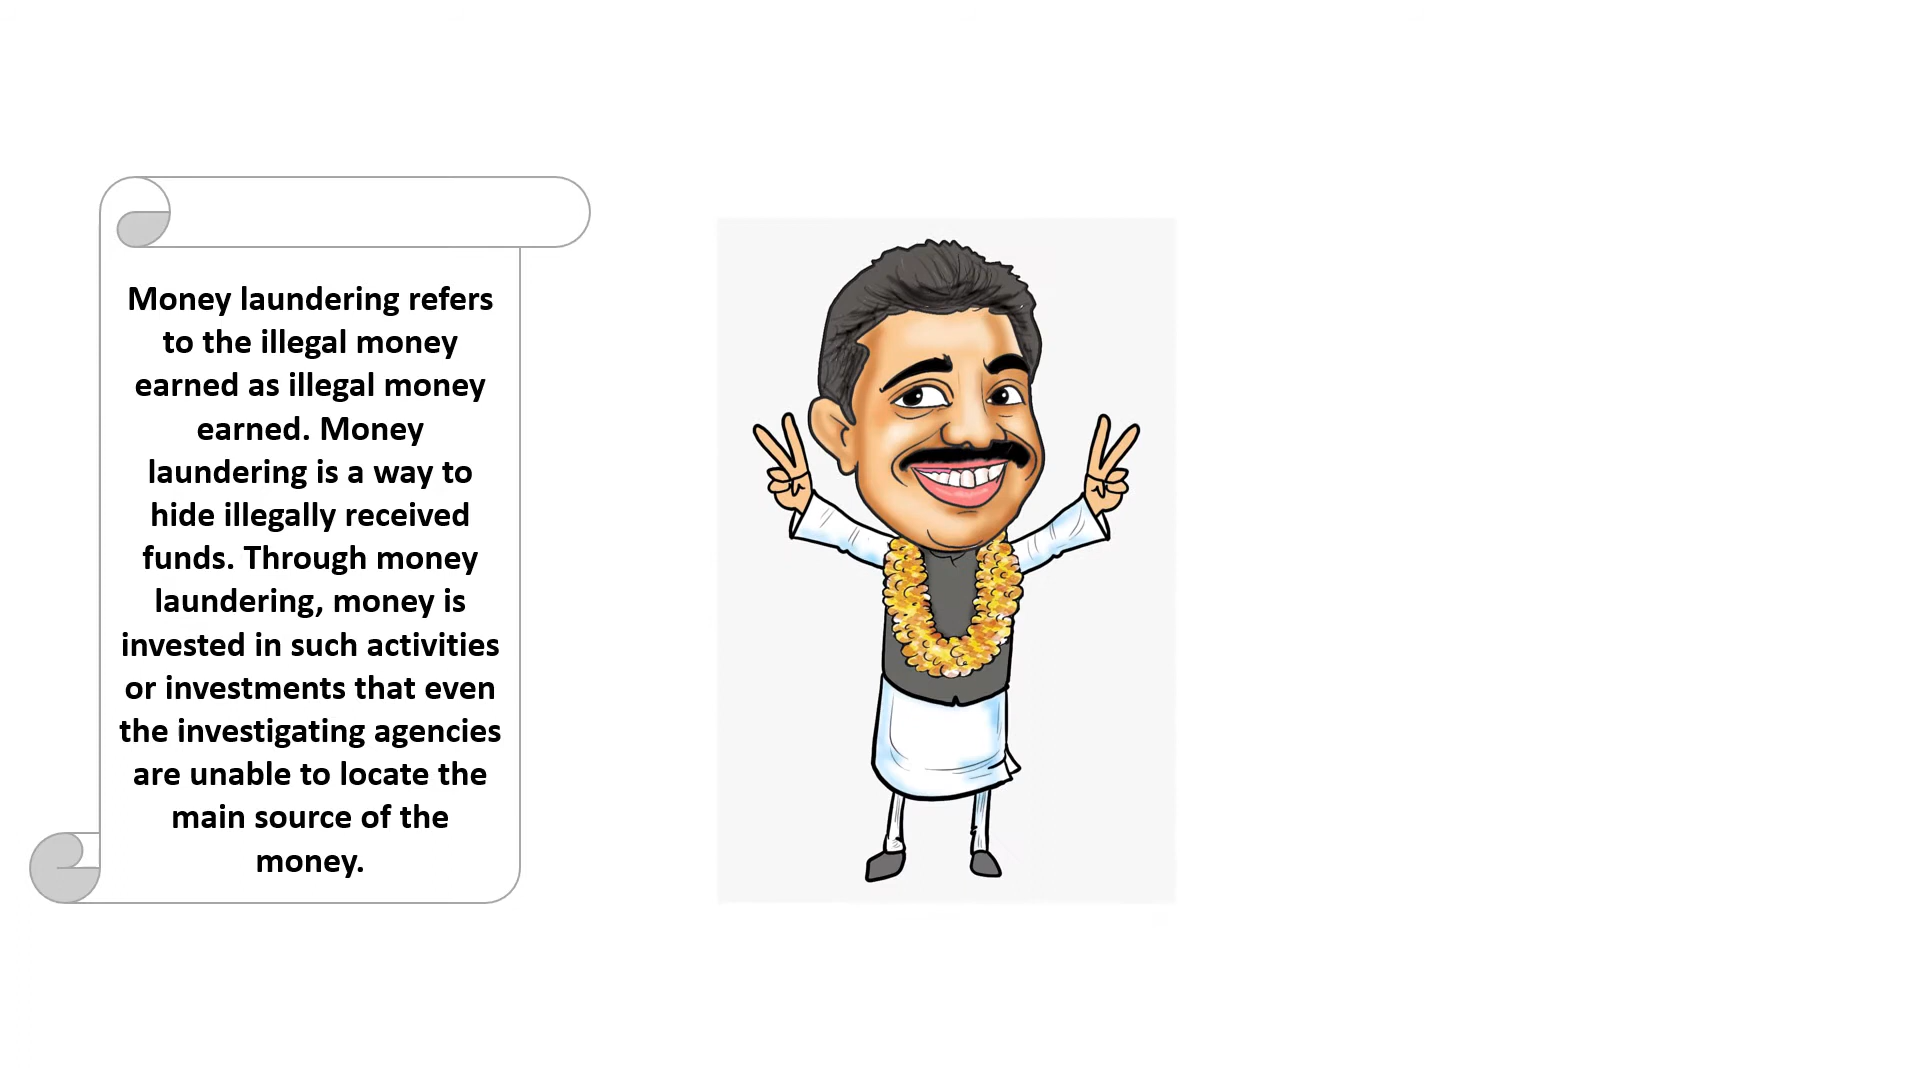 Money laundering refers
to the illegal money
earned as illegal money
earned. Money
laundering is a way to
hide illegally received
funds. Through money
laundering, money is
invested in such activities
or investments that even
the investigating agencies
are unable to locate the
main source of the
money.